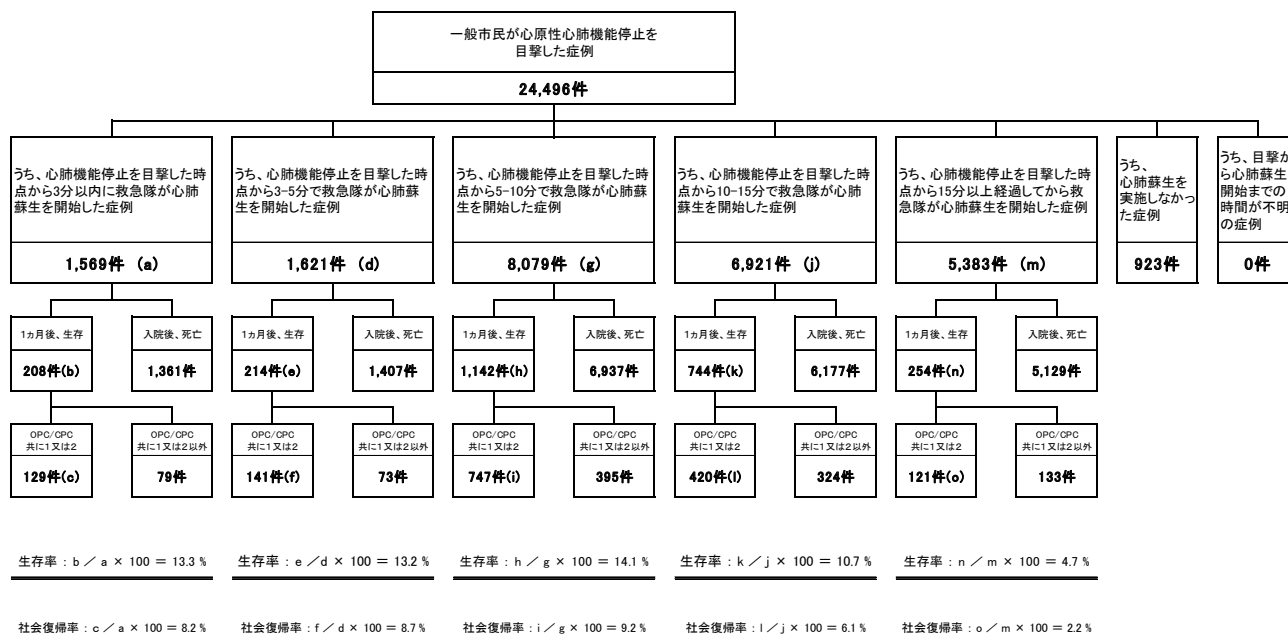 一般市民が心原性心肺機能停止を
目撃した症例
24,496件
うち、心肺機能停止を目撃した時
点から3分以内に救急隊が心肺
蘇生を開始した症例
1,569件 (a)
うち、心肺機能停止を目撃した時
点から3-5分で救急隊が心肺蘇
生を開始した症例
1,621件 (d)
うち、心肺機能停止を目撃した時
点から5-10分で救急隊が心肺蘇
生を開始した症例
8,079件 (g)
うち、心肺機能停止を目撃した時
点から10-15分で救急隊が心肺
蘇生を開始した症例
6,921件 (j)
うち、心肺機能停止を目撃した時
点から15分以上経過してから救
急隊が心肺蘇生を開始した症例
5,383件 (m)
うち、
心肺蘇生を
実施しなかっ
た症例
923件
うち、目撃か
ら心肺蘇生
開始までの
時間が不明
の症例
0件
1ヵ月後、生存
208件(b)
入院後、死亡
1,361件
1ヵ月後、生存
214件(e)
入院後、死亡
1,407件
1ヵ月後、生存
1,142件(h)
入院後、死亡
6,937件
1ヵ月後、生存
744件(k)
入院後、死亡
6,177件
1ヵ月後、生存
254件(n)
入院後、死亡
5,129件
OPC/CPC
共に1又は2
129件(c)
OPC/CPC
共に1又は2以外
79件
OPC/CPC
共に1又は2
141件(f)
OPC/CPC
共に1又は2以外
73件
OPC/CPC
共に1又は2
747件(i)
OPC/CPC
共に1又は2以外
395件
OPC/CPC
共に1又は2
420件(l)
OPC/CPC
共に1又は2以外
324件
OPC/CPC
共に1又は2
121件(o)
OPC/CPC
共に1又は2以外
133件
生存率：b ／ a × 100 ＝ 13.3 %
生存率：e ／d × 100 ＝ 13.2 %
生存率：h ／ g × 100 ＝ 14.1 %
生存率：k ／ j × 100 ＝ 10.7 %
生存率：n ／ m × 100 ＝ 4.7 %
社会復帰率：c ／ a × 100 ＝ 8.2 %
社会復帰率：f ／ d × 100 ＝ 8.7 %
社会復帰率：i ／ g × 100 ＝ 9.2 %
社会復帰率：l ／ j × 100 ＝ 6.1 %
社会復帰率：o ／ m × 100 ＝ 2.2 %